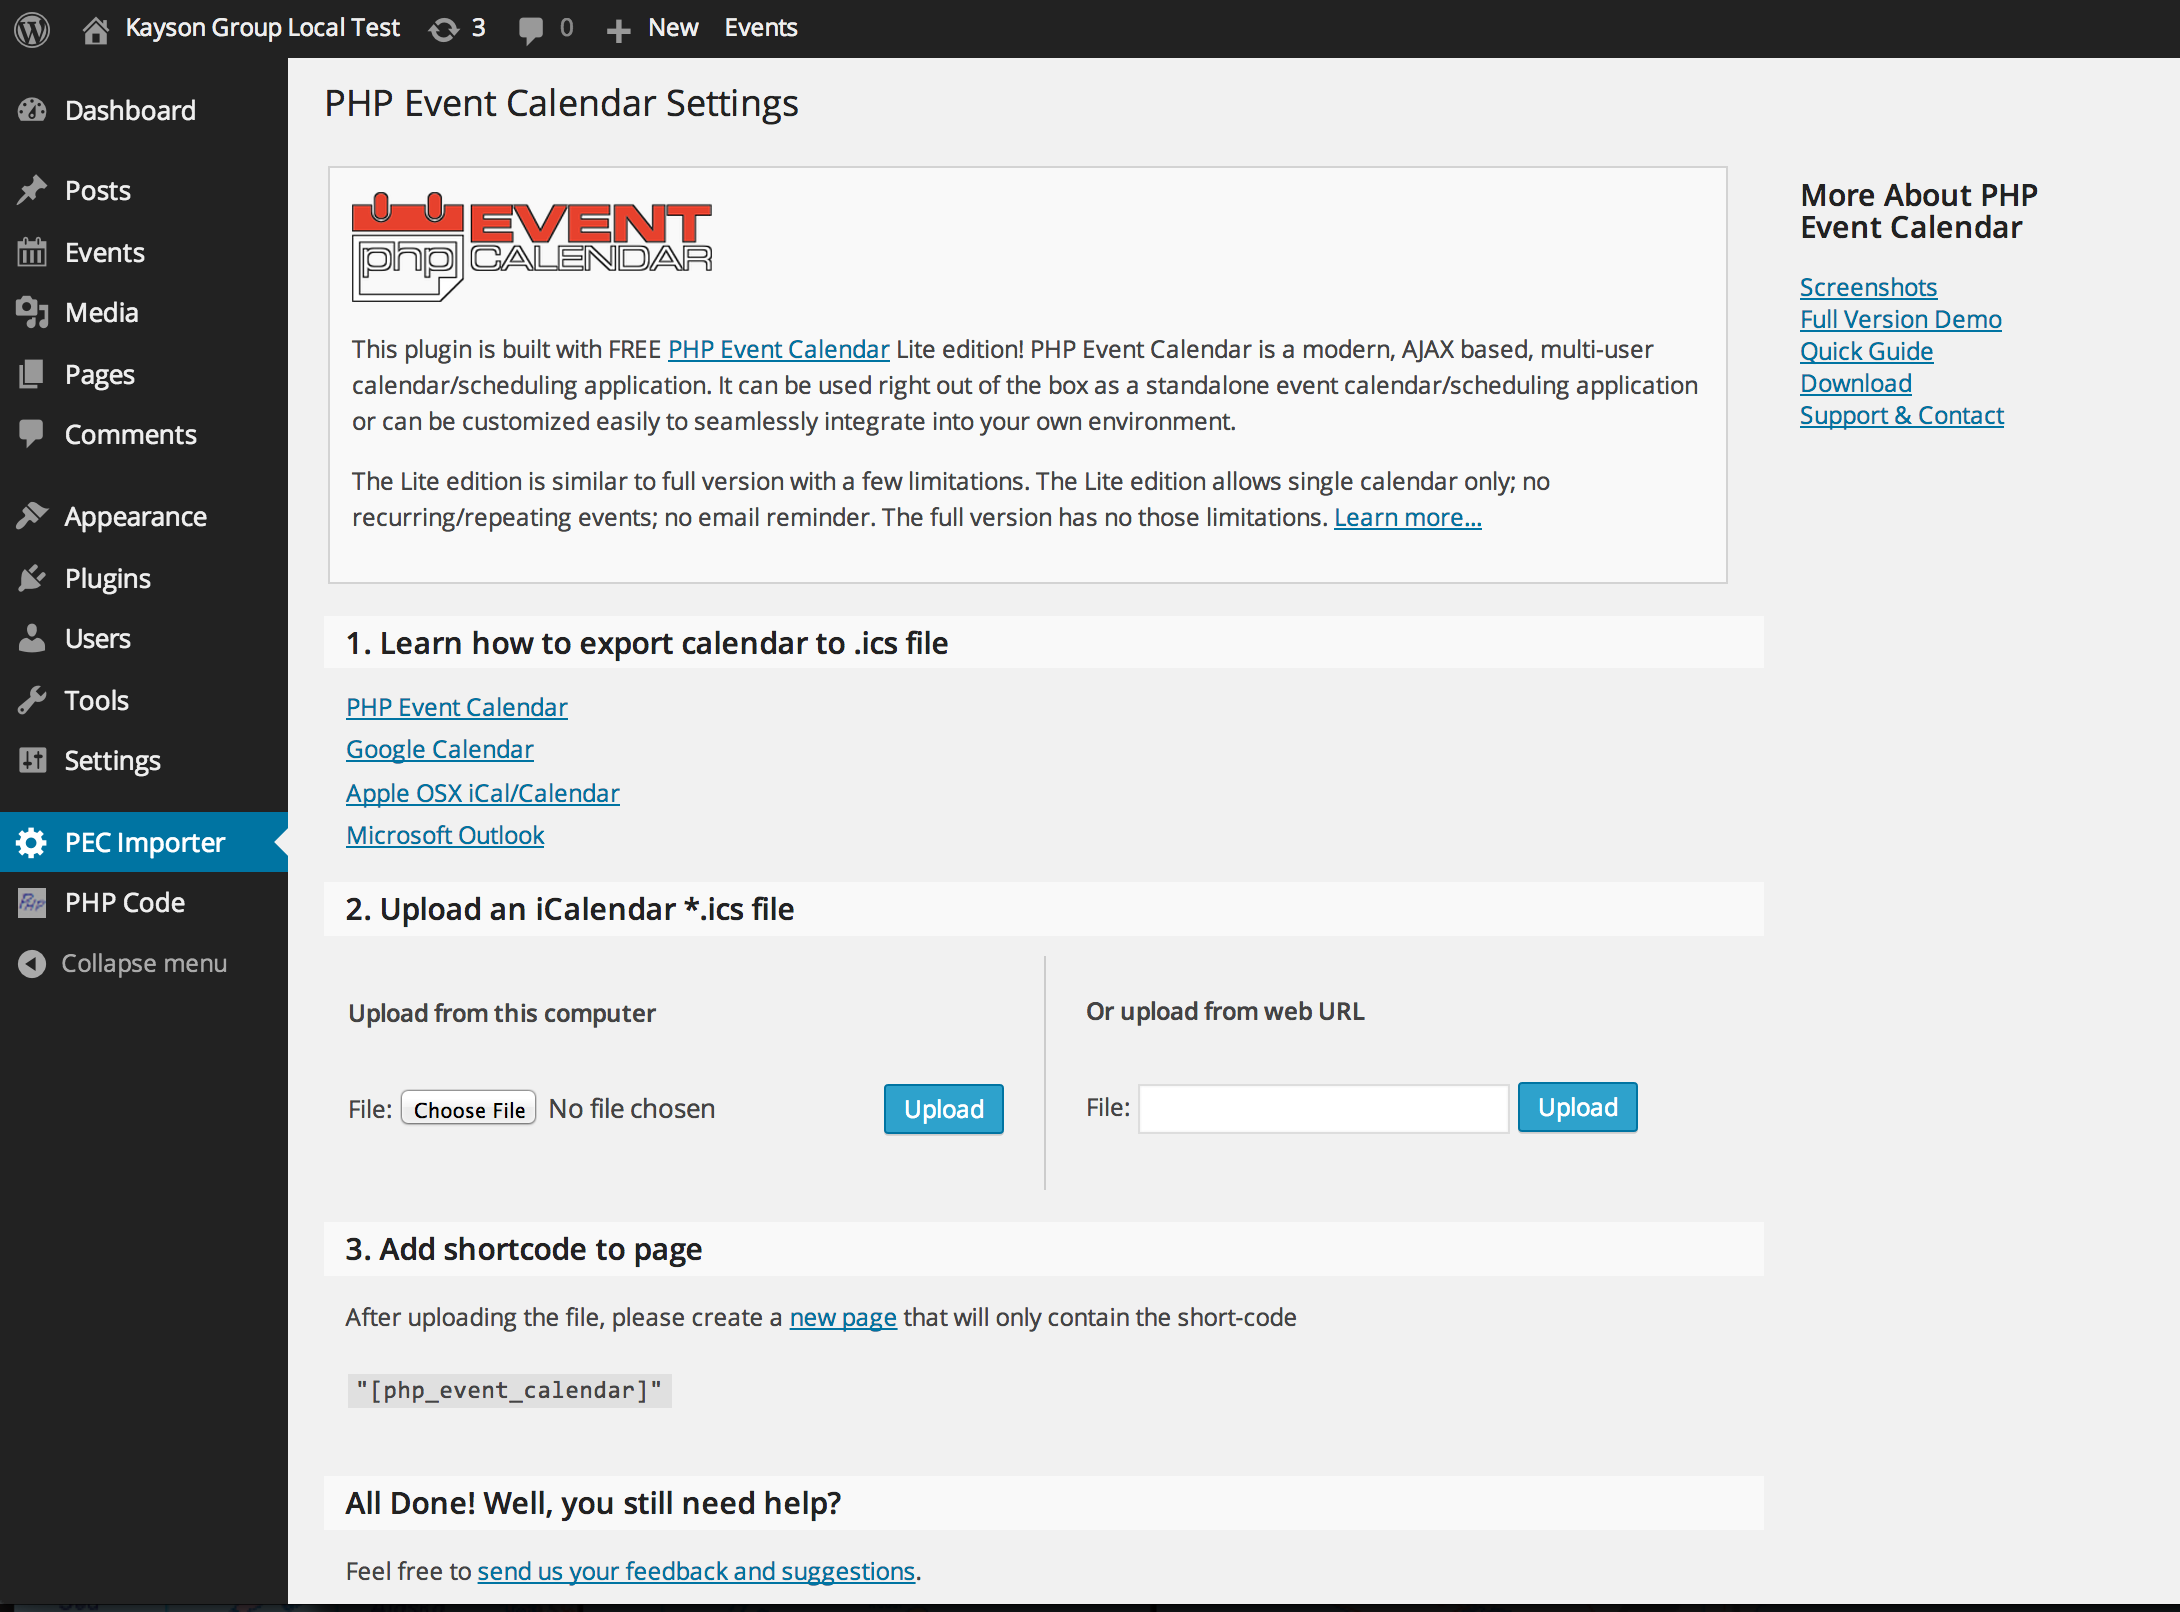 Kayson Group Local Test 3 0 New Events
Dashboard
Posts
Events
Media
Pages
Comments
Appearance
Plugins
Users
Tools
Settings
PEC Importer
PHP Code
Collapse menu
PHP Event Calendar Settings
php EVENT
CALENDAR
This plugin is built with FREE PHP Event Calendar Lite edition! PHP Event Calendar is a modern, AJAX based, multi-user
calendar/scheduling application. It can be used right out of the box as a standalone event calendar/scheduling application
or can be customized easily to seamlessly integrate into your own environment.
The Lite edition is similar to full version with a few limitations. The Lite edition allows single calendar only; no
recurring/repeating events; no email reminder. The full version has no those limitations. Learn more...
More About PHP
Event Calendar
Screenshots
Full Version Demo
Quick Guide
Download
Support & Contact
1. Learn how to export calendar to .ics file
PHP Event Calendar
Google Calendar
Apple OSX iCal/Calendar
Microsoft Outlook
2. Upload an iCalendar *.ics file
Upload from this computer
File: Choose File No file chosen Upload
Or upload from web URL
File: Upload
3. Add shortcode to page
After uploading the file, please create a new page that will only contain the short-code
"[php_event_calendar]"
All Done! Well, you still need help?
Feel free to send us your feedback and suggestions.